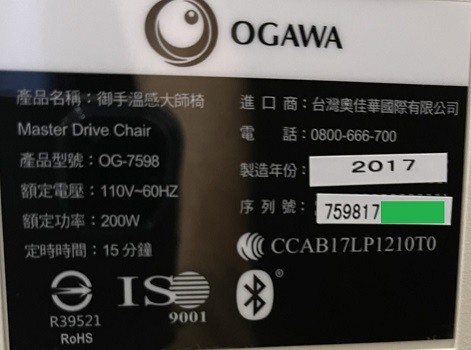 OGAWA
產品名稱：御手溫感大師椅
Master Drive Chair
產品型號：OG-7598
額定電壓：110V~60HZ
額定功率：200W
定時時間：15分鐘
進口商：台灣奧佳華國際有限公司
電話：0800-666-700
製造年份：2017
序列號：759817
CCAB17LP1210T0
R39521
RoHS
ISO
9001
®